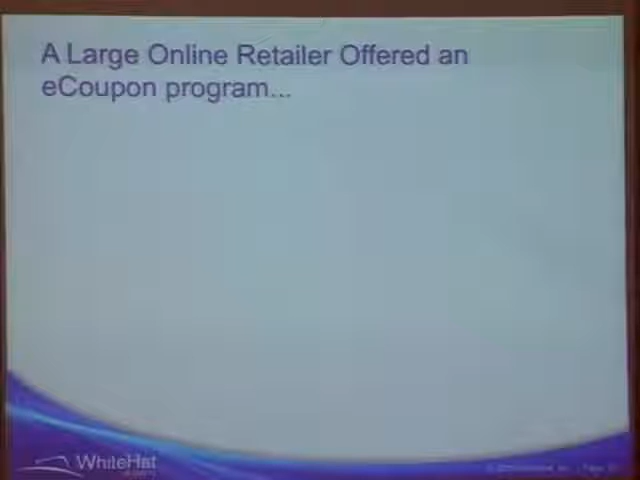 A Large Online Retailer Offered an
eCoupon program...
WhiteHat